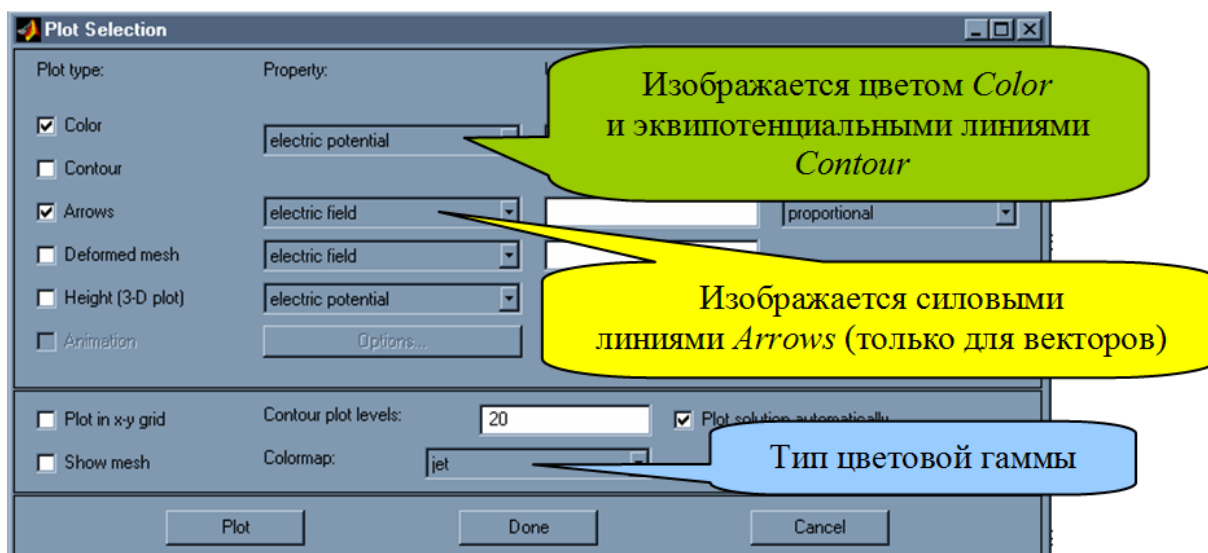 Plot Selection
Plot type:
Property:
Изображается цветом Color
и эквипотенциальными линиями
Contour
Color
electric potential
Contour
Arrows
electric field
proportional
Deformed mesh
electric field
Height (3-D plot)
electric potential
Изображается силовыми
линиями Arrows (только для векторов)
Animation
Options...
Plot in x-y grid
Contour plot levels:
20
Plot solution automatically
Show mesh
Colormap:
jet
Тип цветовой гаммы
Plot
Done
Cancel